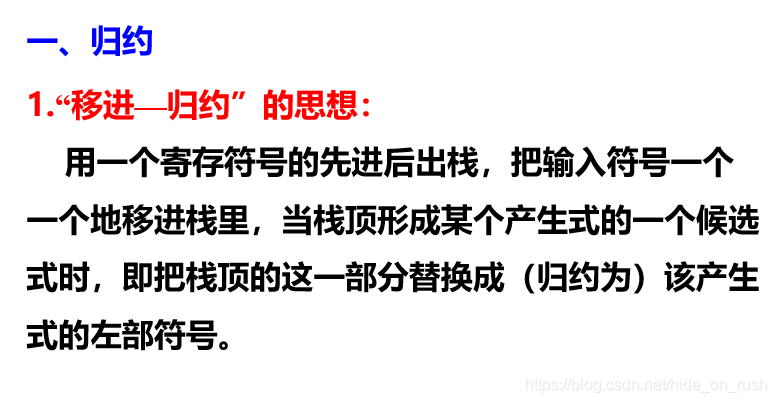 一、归约
1.“移进—归约”的思想：
用一个寄存符号的先进后出栈，把输入符号一个
一个地移进栈里，当栈顶形成某个产生式的一个候选
式时，即把栈顶的这一部分替换成（归约为）该产生
式的左部符号。
https://blog.csdn.net/hide_on_rush